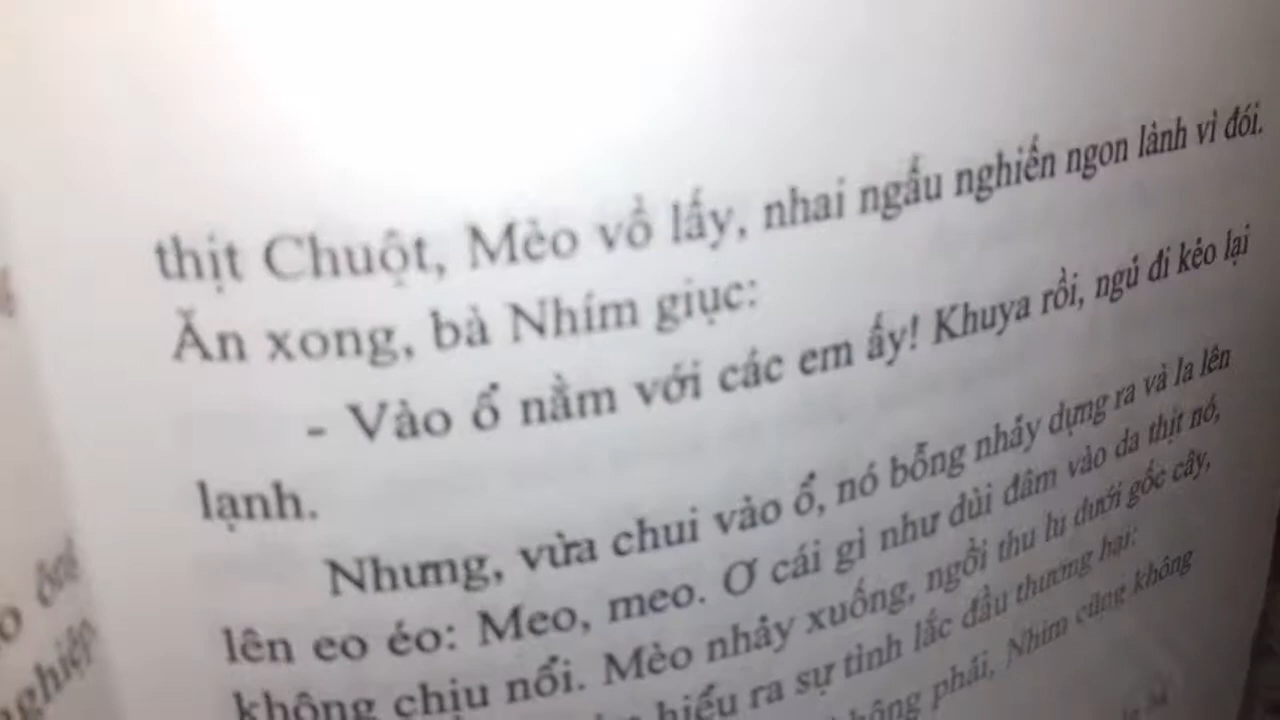 thịt Chuột, Mèo vồ lấy, nhai ngấu nghiến ngon lành vì đói.
Ăn xong, bà Nhím giục:
- Vào ổ nằm với các em ấy! Khuya rồi, ngủ đi kẻo lại
lạnh.
Nhưng, vừa chui vào ổ, nó bỗng nhảy dựng ra và la lên
lên eo éo: Meo, meo. Ơ cái gì như dùi đâm vào da thịt nó,
không chịu nổi. Mèo nhảy xuống, ngồi thu lu dưới gốc cây,
hiểu ra sự tình lắc đầu thương hại:
không phải, Nhím cũng không
nghiệp